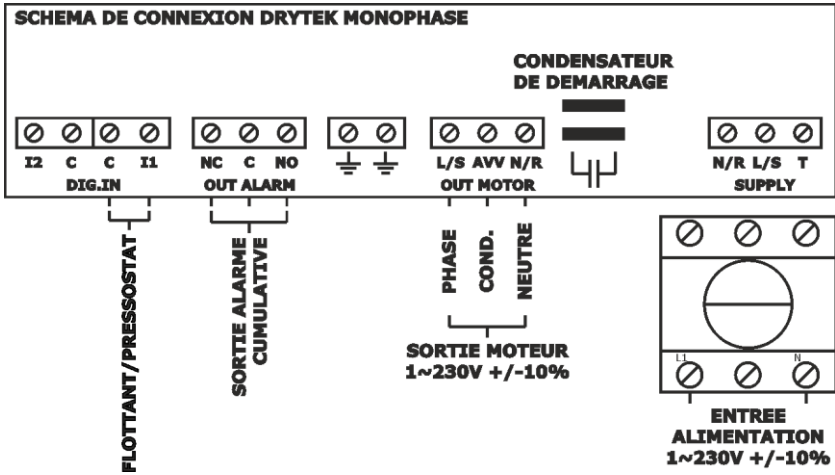 SCHEMA DE CONNEXION DRYTEK MONOPHASE
CONDENSATEUR
DE DEMARRAGE
I2 C C I1
DIG.IN
NC C NO
OUT ALARM
L/S AVV N/R
OUT MOTOR
N/R L/S T
SUPPLY
FLOTTANT/PRESSOSTAT
SORTIE ALARME
CUMULATIVE
PHASE
COND.
NEUTRE
SORTIE MOTEUR
1~230V +/-10%
L1 N
ENTREE
ALIMENTATION
1~230V +/-10%